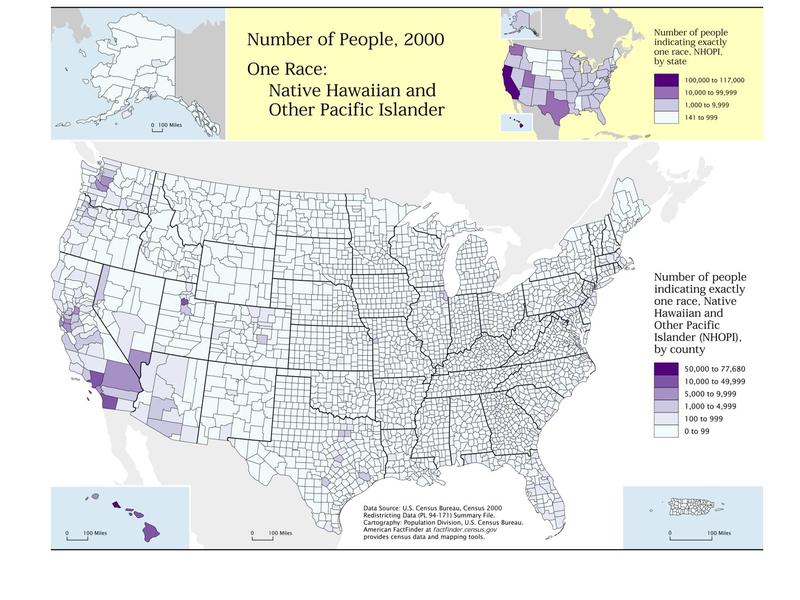 Number of People, 2000
One Race:
Native Hawaiian and
Other Pacific Islander
0 100 Miles
Number of people
indicating exactly
one race, NHOPI,
by state
100,000 to 117,000
10,000 to 99,999
1,000 to 9,999
141 to 999
Number of people
indicating exactly
one race, Native
Hawaiian and
Other Pacific
Islander (NHOPI),
by county
50,000 to 77,680
10,000 to 49,999
5,000 to 9,999
1,000 to 4,999
100 to 999
0 to 99
0 100 Miles
0 100 Miles
Data Source: U.S. Census Bureau, Census 2000
Redistricting Data (PL 94-171) Summary File.
Cartography: Population Division, U.S. Census Bureau.
American FactFinder at factfinder.census.gov
provides census data and mapping tools.
0 100 Miles